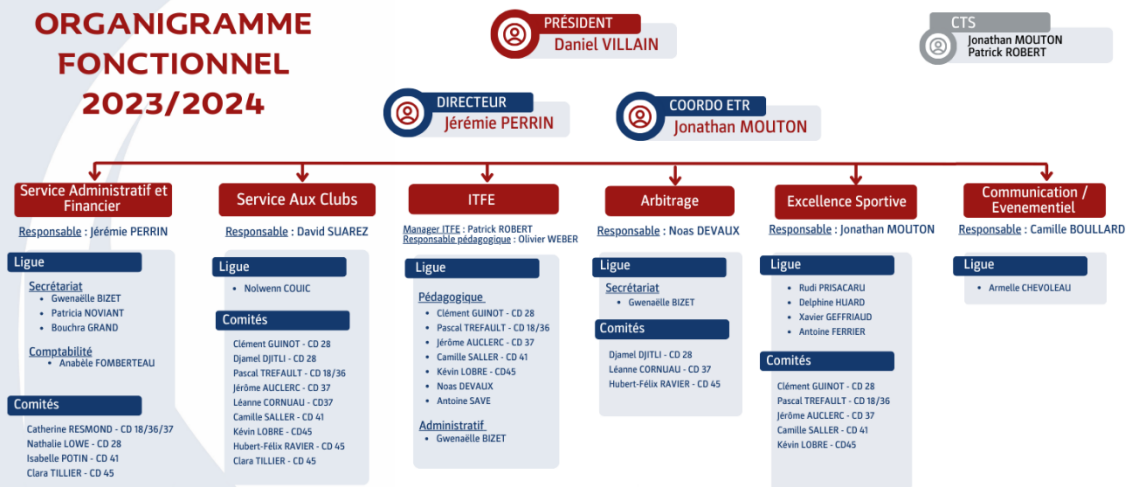 ORGANIGRAMME
FONCTIONNEL
2023/2024
PRÉSIDENT
Daniel VILLAIN
CTS
Jonathan MOUTON
Patrick ROBERT
DIRECTEUR
Jérémie PERRIN
COORDO ETR
Jonathan MOUTON
Service Administratif et
Financier
Responsable : Jérémie PERRIN
Ligue
Secrétariat
• Gwenaëlle BIZET
• Patricia NOVIANT
• Bouchra GRAND
Comptabilité
• Anabèle FOMBERTEAU
Comités
Catherine RESMOND - CD 18/36/37
Nathalie LOWE - CD 28
Isabelle POTIN - CD 41
Clara TILLIER - CD 45
Service Aux Clubs
Responsable : David SUAREZ
Ligue
• Nolwenn COUIC
Comités
Clément GUINOT - CD 28
Djamel DJITLI - CD 28
Pascal TREFAULT - CD 18/36
Jérôme AUCLERC - CD 37
Léanne CORNUAU - CD37
Camille SALLER - CD 41
Kévin LOBRE - CD45
Hubert-Félix RAVIER - CD 45
Clara TILLIER - CD 45
ITFE
Manager ITFE : Patrick ROBERT
Responsable pédagogique : Olivier WEBER
Ligue
Pédagogique
• Clément GUINOT - CD 28
• Pascal TREFAULT - CD 18/36
• Jérôme AUCLERC - CD 37
• Camille SALLER - CD 41
• Kévin LOBRE - CD45
• Noas DEVAUX
• Antoine SAVE
Administratif
• Gwenaëlle BIZET
Arbitrage
Responsable : Noas DEVAUX
Ligue
Secrétariat
• Gwenaëlle BIZET
Comités
Djamel DJITLI - CD 28
Léanne CORNUAU - CD 37
Hubert-Félix RAVIER - CD 45
Excellence Sportive
Responsable : Jonathan MOUTON
Ligue
• Rudi PRISACARU
• Delphine HUARD
• Xavier GEFFRIAUD
• Antoine FERRIER
Comités
Clément GUINOT - CD 28
Pascal TREFAULT - CD 18/36
Jérôme AUCLERC - CD 37
Camille SALLER - CD 41
Kévin LOBRE - CD45
Communication /
Evenementiel
Responsable : Camille BOULLARD
Ligue
• Armelle CHEVOLEAU